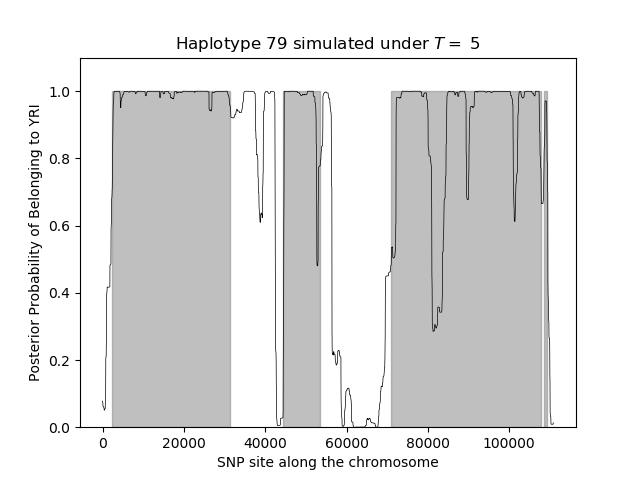 Haplotype 79 simulated under T = 5
Posterior Probability of Belonging to YRI
1.0
0.8
0.6
0.4
0.2
0.0
0 20000 40000 60000 80000 100000
SNP site along the chromosome